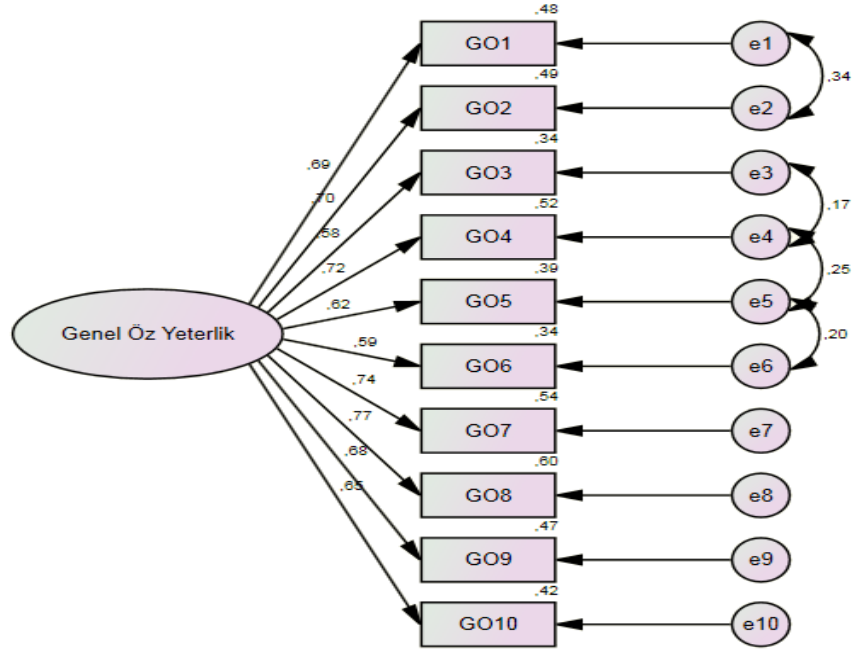 ,48
GO1
e1
,49
,34
GO2
e2
,34
,69
GO3
e3
,70
,52
,17
,58
GO4
e4
,72
,39
,25
,62
GO5
e5
Genel Öz Yeterlik
,34
,20
,59
GO6
e6
,74
,54
GO7
e7
,77
,68
,60
,65
GO8
e8
,47
GO9
e9
,42
GO10
e10